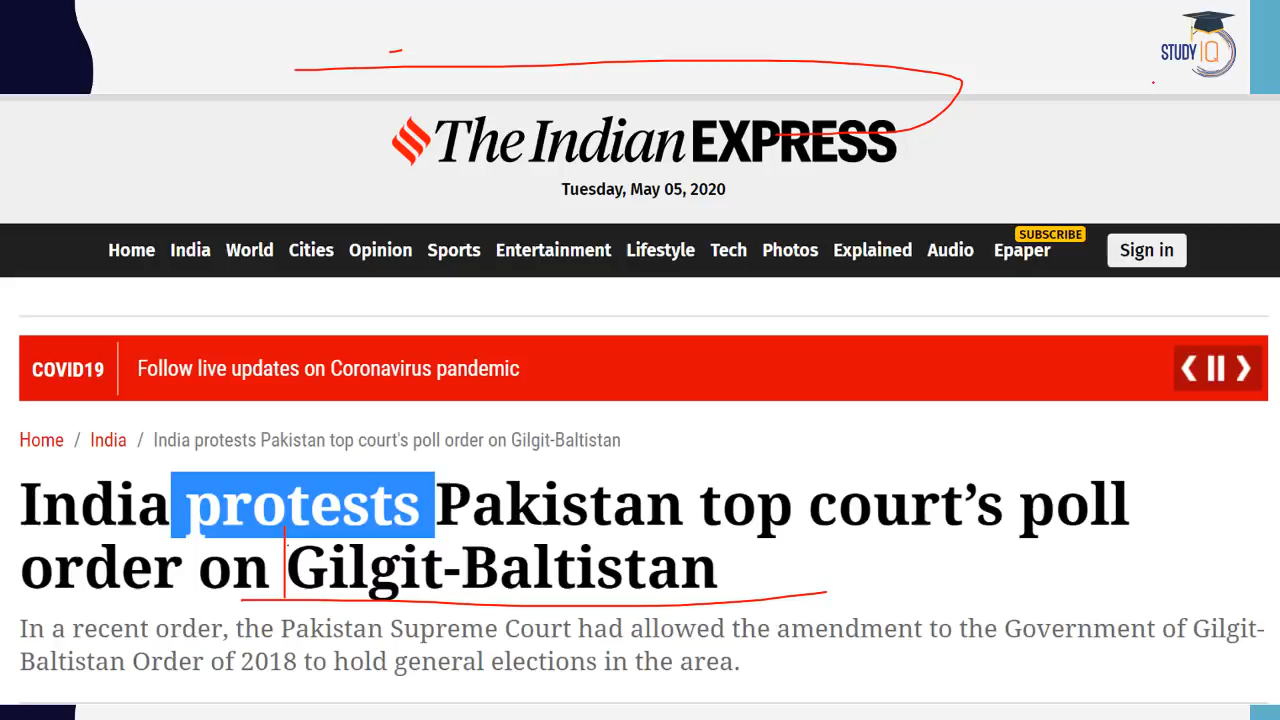 STUDY IQ
The Indian EXPRESS
Tuesday, May 05, 2020
SUBSCRIBE
Home India World Cities Opinion Sports Entertainment Lifestyle Tech Photos Explained Audio Epaper Sign in
COVID19 Follow live updates on Coronavirus pandemic
Home / India / India protests Pakistan top court's poll order on Gilgit-Baltistan
India protests Pakistan top court’s poll
order on Gilgit-Baltistan
In a recent order, the Pakistan Supreme Court had allowed the amendment to the Government of Gilgit-
Baltistan Order of 2018 to hold general elections in the area.